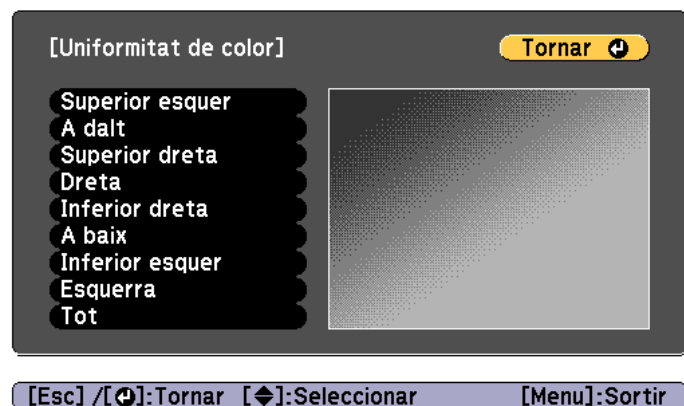 [Uniformitat de color]
Tornar
Superior esquer
A dalt
Superior dreta
Dreta
Inferior dreta
A baix
Inferior esquer
Esquerra
Tot
[Esc] /[⏎]:Tornar [◆]:Seleccionar [Menu]:Sortir